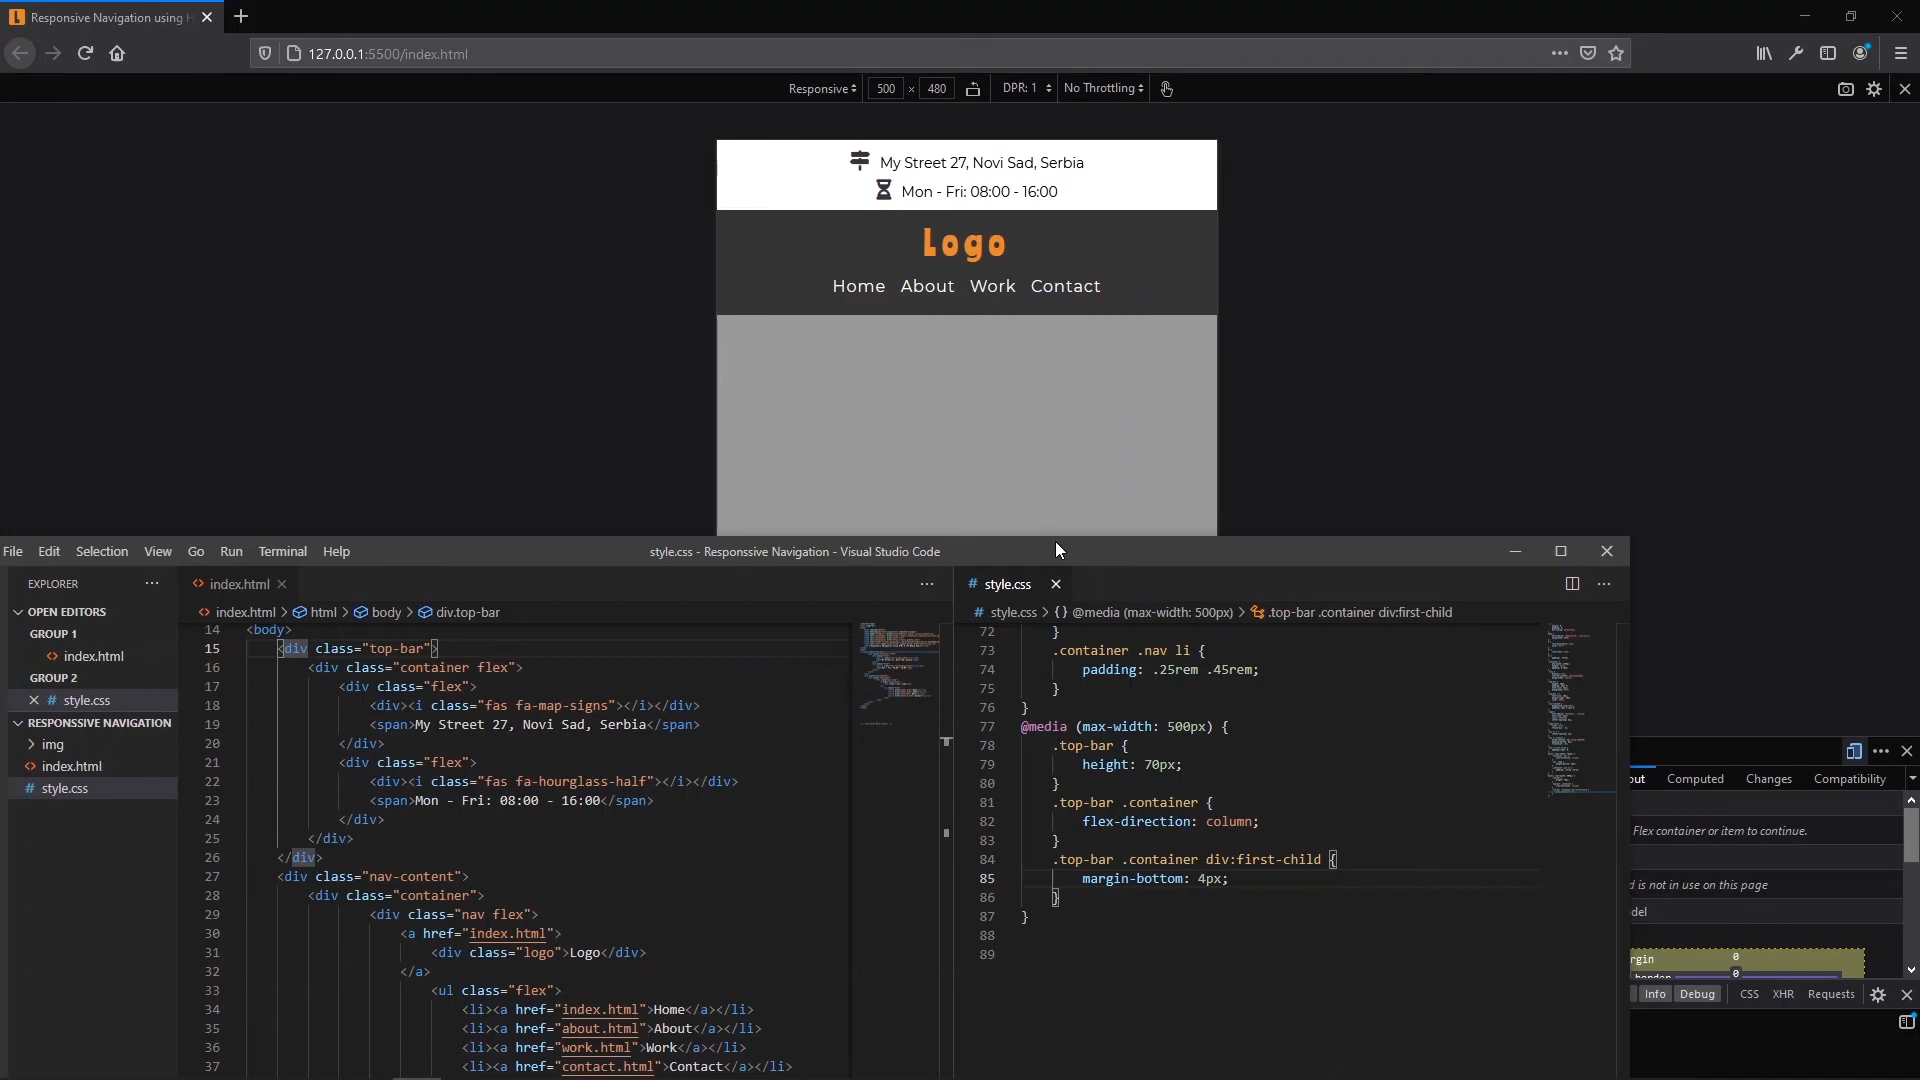 Responsive Navigation using H
127.0.0.1:5500/index.html
Responsive 500 × 480 DPR: 1 No Throttling
My Street 27, Novi Sad, Serbia
Mon - Fri: 08:00 - 16:00
Logo
Home About Work Contact
File Edit Selection View Go Run Terminal Help
style.css - Responssive Navigation - Visual Studio Code
EXPLORER
OPEN EDITORS
GROUP 1
index.html
GROUP 2
style.css
RESPONSSIVE NAVIGATION
img
index.html
style.css
index.html
index.html > html > body > div.top-bar
14 <body>
15 <div class="top-bar">
16 <div class="container flex">
17 <div class="flex">
18 <div><i class="fas fa-map-signs"></i></div>
19 <span>My Street 27, Novi Sad, Serbia</span>
20 </div>
21 <div class="flex">
22 <div><i class="fas fa-hourglass-half"></i></div>
23 <span>Mon - Fri: 08:00 - 16:00</span>
24 </div>
25 </div>
26 </div>
27 <div class="nav-content">
28 <div class="container">
29 <div class="nav flex">
30 <a href="index.html">
31 <div class="logo">Logo</div>
32 </a>
33 <ul class="flex">
34 <li><a href="index.html">Home</a></li>
35 <li><a href="about.html">About</a></li>
36 <li><a href="work.html">Work</a></li>
37 <li><a href="contact.html">Contact</a></li>
# style.css
# style.css > {} @media (max-width: 500px) > .top-bar .container div:first-child
72 }
73 .container .nav li {
74 padding: .25rem .45rem;
75 }
76 }
77 @media (max-width: 500px) {
78 .top-bar {
79 height: 70px;
80 }
81 .top-bar .container {
82 flex-direction: column;
83 }
84 .top-bar .container div:first-child {
85 margin-bottom: 4px;
86 }
87 }
88
89
out Computed Changes Compatibility
Flex container or item to continue.
d is not in use on this page
del
rgin 0
border 0
Info Debug CSS XHR Requests